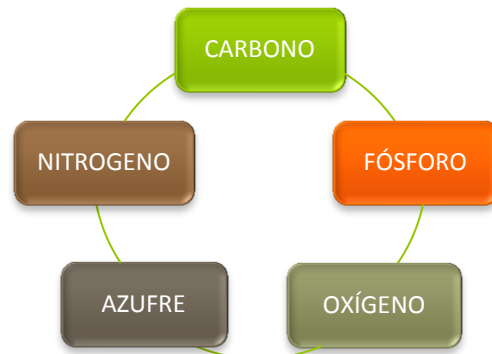 CARBONO
NITROGENO
FÓSFORO
AZUFRE
OXÍGENO